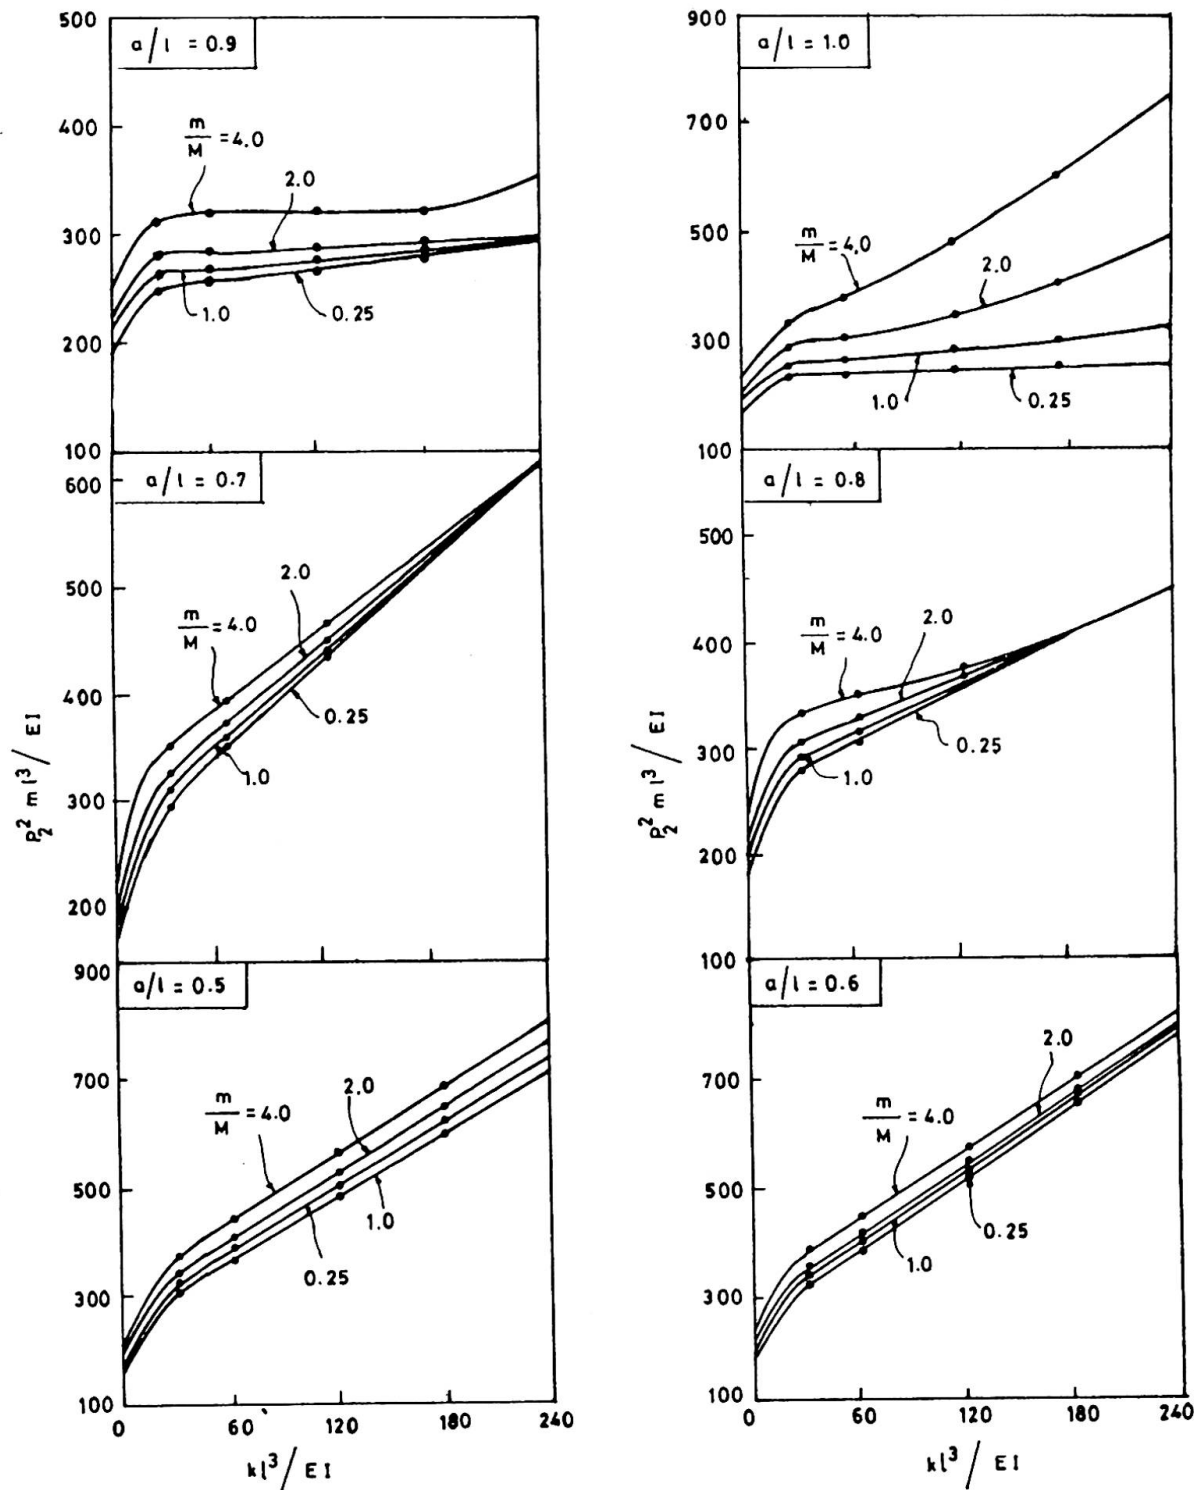 500
a/l = 0.9
400
m/M = 4.0
2.0
300
1.0
0.25
200
100
900
a/l = 1.0
700
m/M = 4.0
500
2.0
300
1.0
0.25
100
600
a/l = 0.7
500
2.0
m/M = 4.0
400
0.25
1.0
300
200
p₂² m l³ / EI
a/l = 0.8
500
400
m/M = 4.0
2.0
300
0.25
1.0
200
100
p₂² m l³ / EI
900
a/l = 0.5
700
m/M = 4.0
2.0
500
1.0
0.25
300
100
0 60 120 180 240
kl³ / EI
a/l = 0.6
2.0
700
m/M = 4.0
500
0.25
1.0
300
100
0 60 120 180 240
kl³ / EI